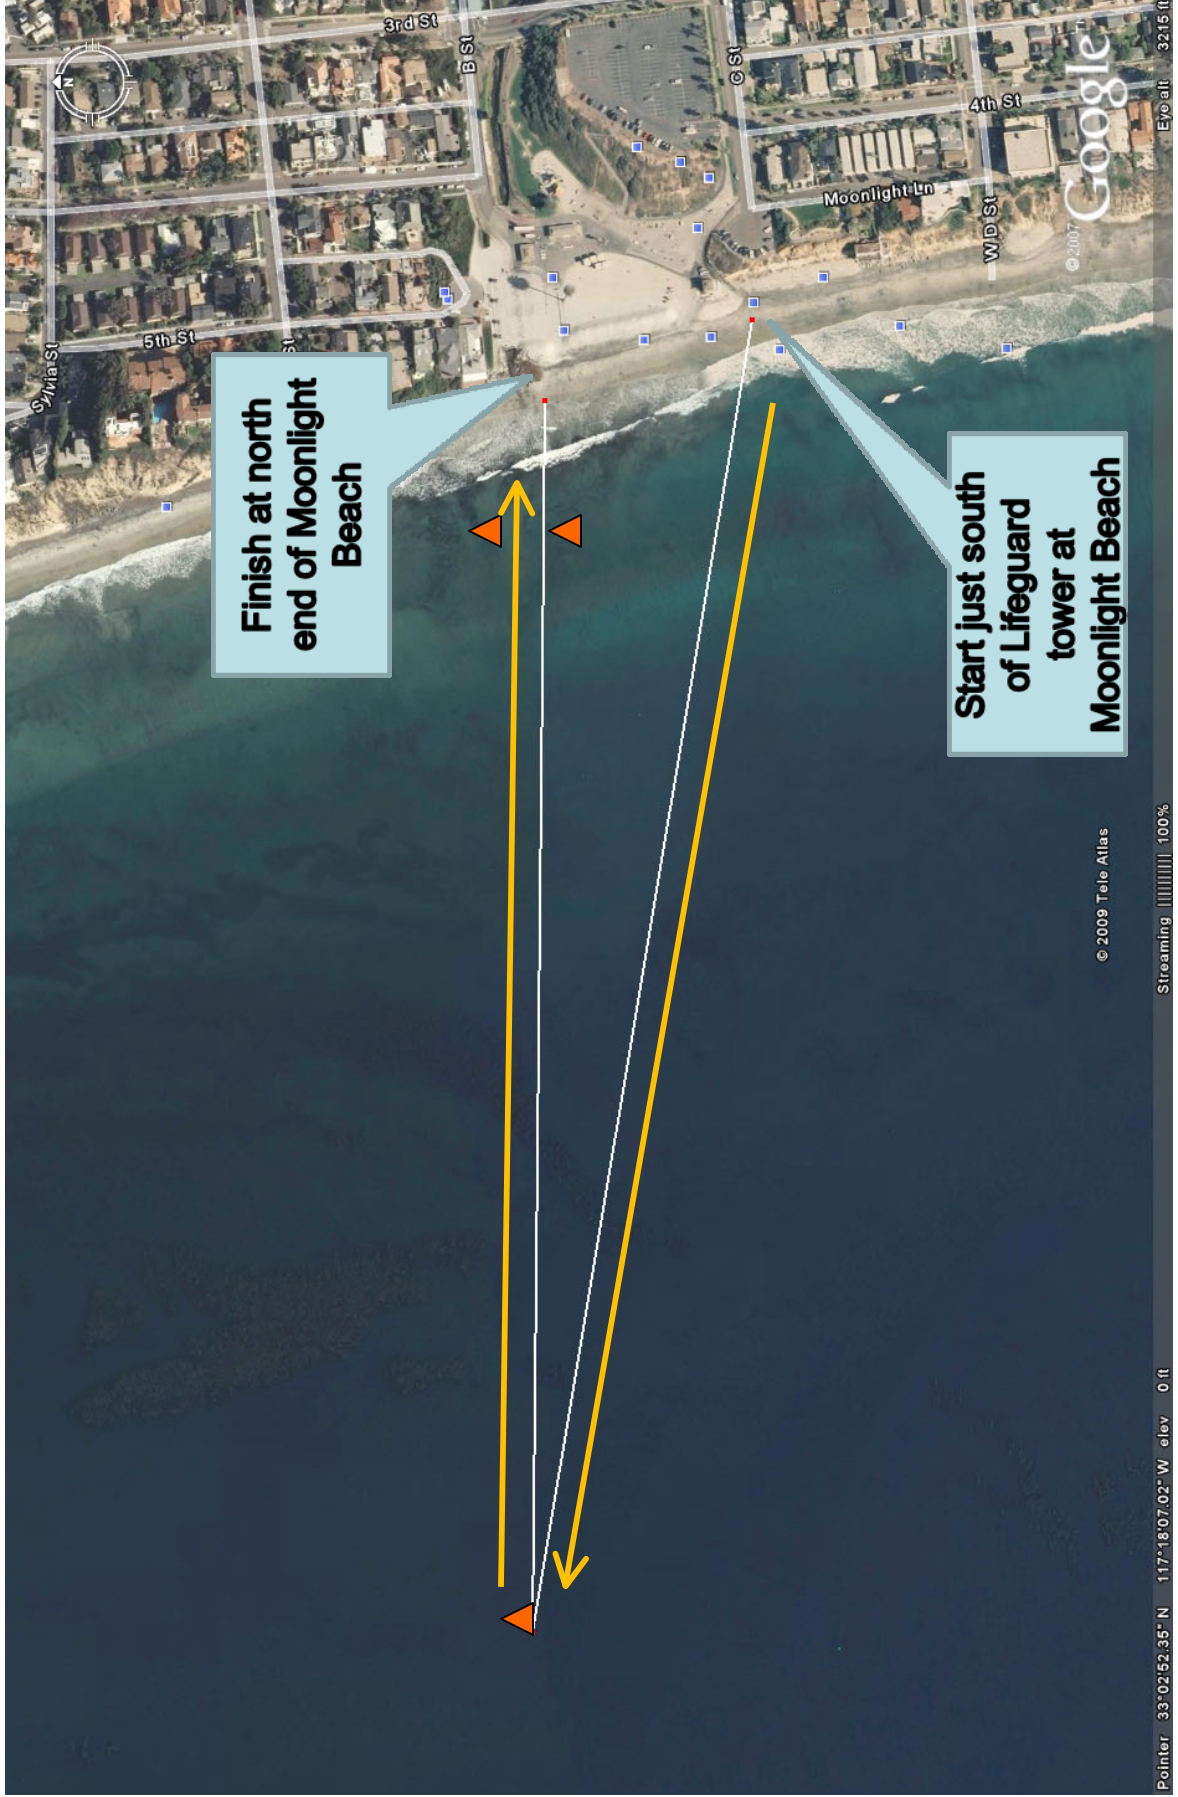 3rd St
B St
C St
4th St
Moonlight Ln
W D St
5th St
St
Sylvia St
N
Finish at north
end of Moonlight
Beach
Start just south
of Lifeguard
tower at
Moonlight Beach
© 2007 Google™
© 2009 Tele Atlas
Pointer 33°02'52.35" N 117°18'07.02" W elev 0 ft Streaming |||||||||| 100% Eye alt 3215 ft